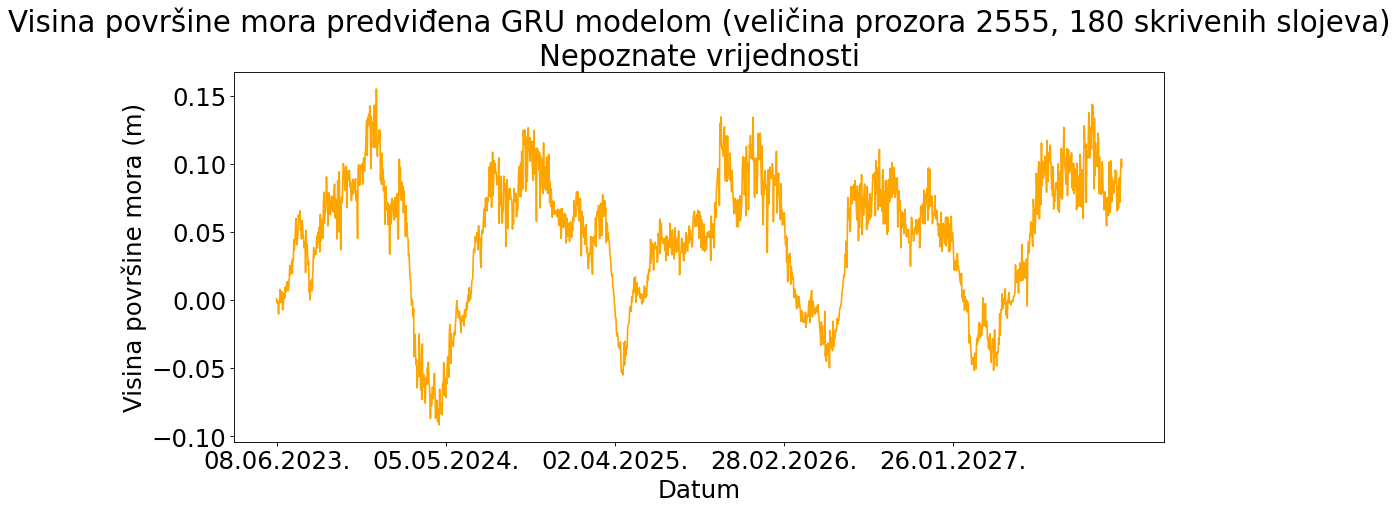 Visina površine mora predviđena GRU modelom (veličina prozora 2555, 180 skrivenih slojeva)
Nepoznate vrijednosti
Visina površine mora (m)
0.15
0.10
0.05
0.00
−0.05
−0.10
08.06.2023. 05.05.2024. 02.04.2025. 28.02.2026. 26.01.2027.
Datum